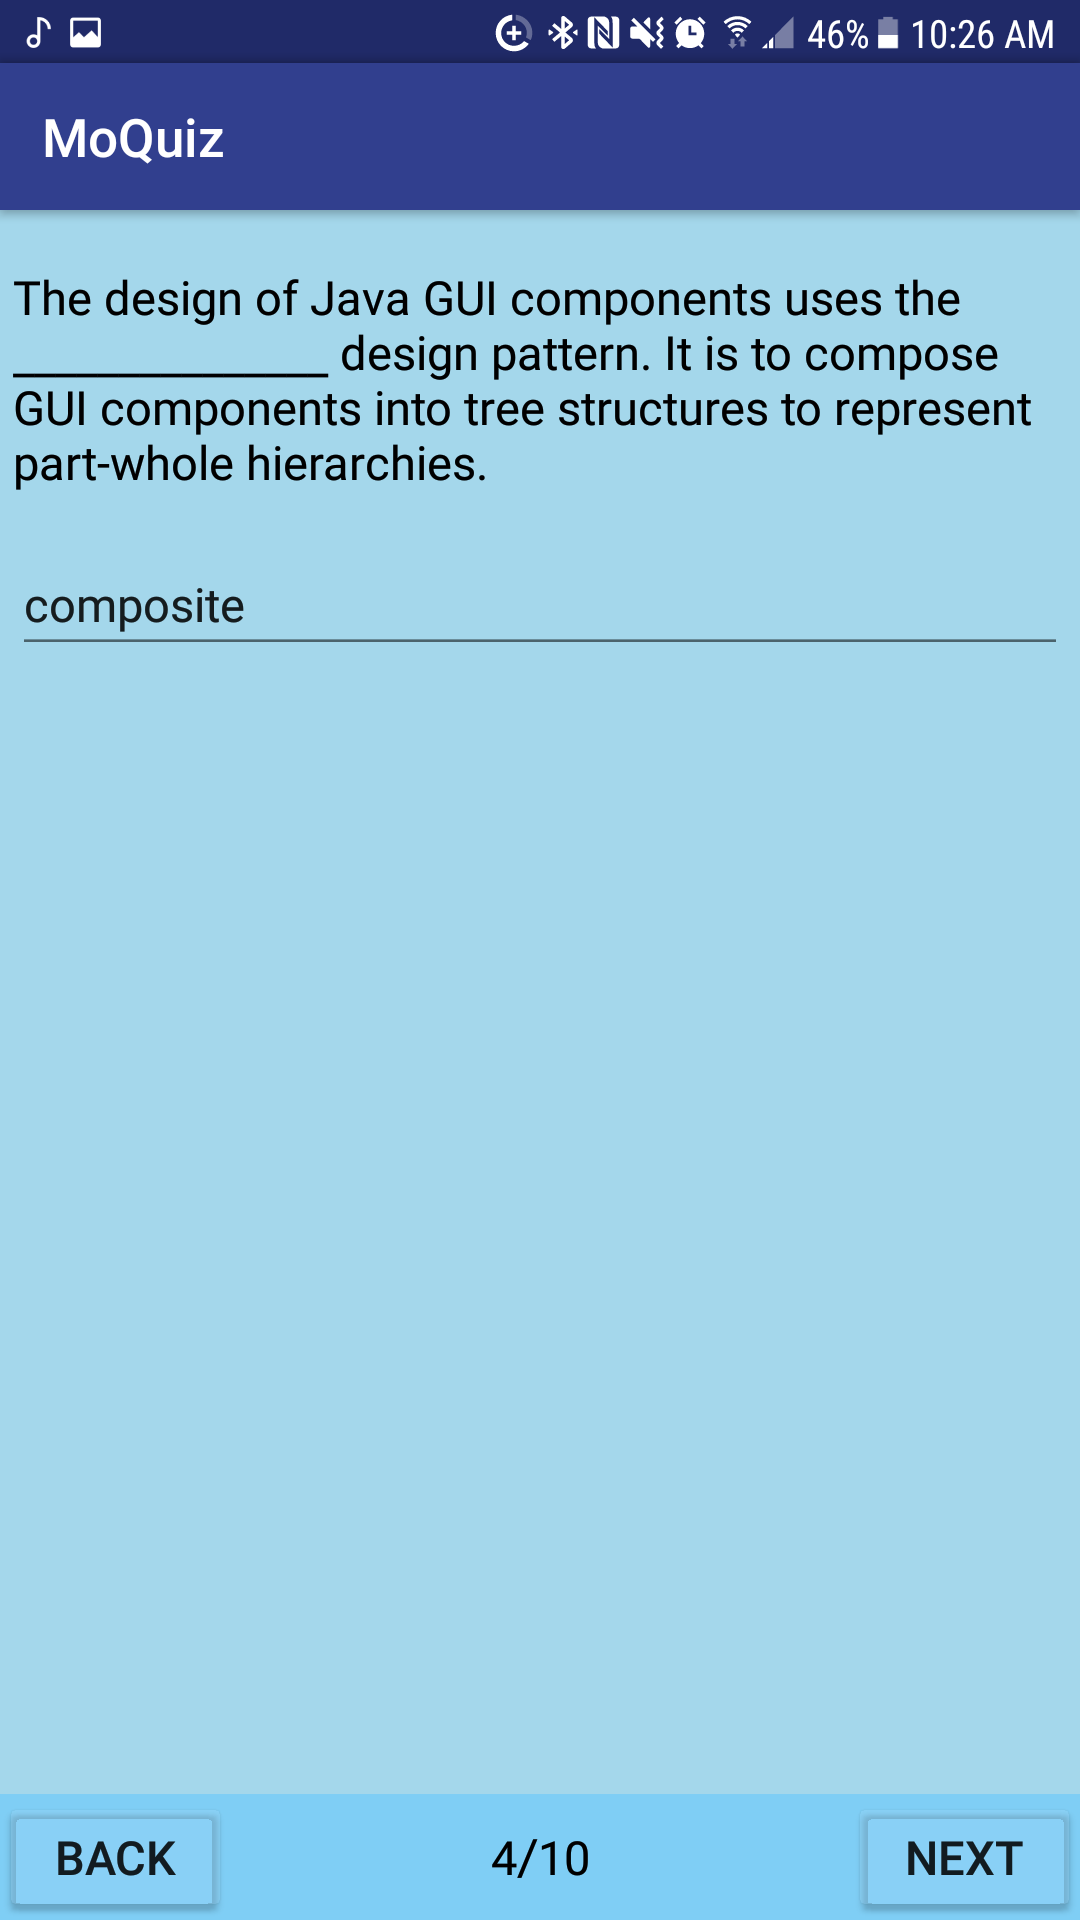 46% 10:26 AM
MoQuiz
The design of Java GUI components uses the
______________ design pattern. It is to compose
GUI components into tree structures to represent
part-whole hierarchies.
composite
BACK 4/10 NEXT